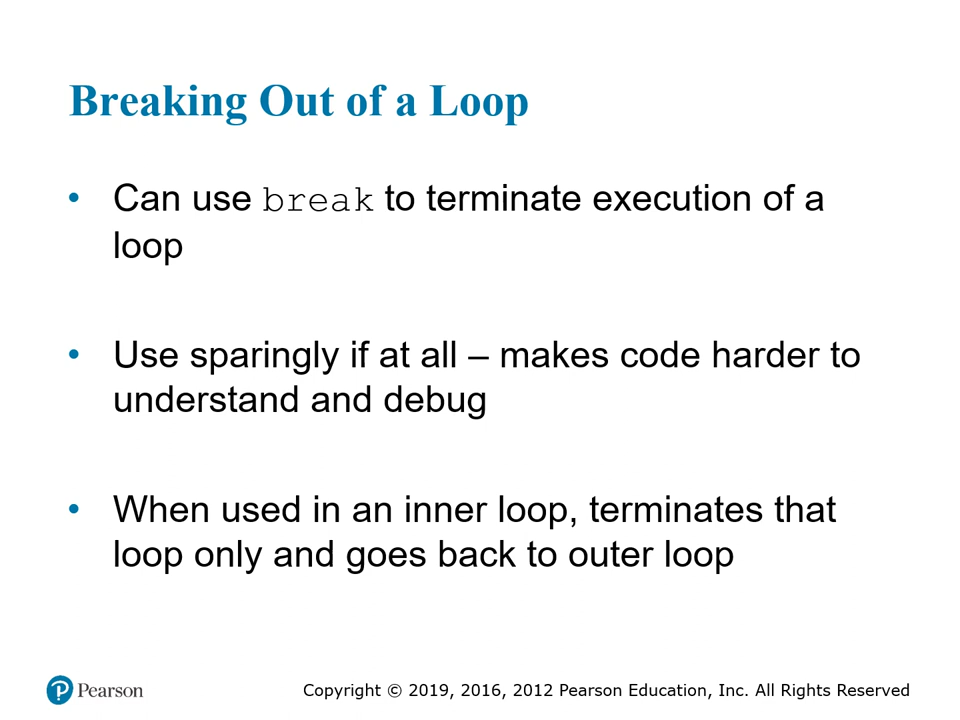 Breaking Out of a Loop
• Can use break to terminate execution of a
loop
• Use sparingly if at all – makes code harder to
understand and debug
• When used in an inner loop, terminates that
loop only and goes back to outer loop
Pearson
Copyright © 2019, 2016, 2012 Pearson Education, Inc. All Rights Reserved